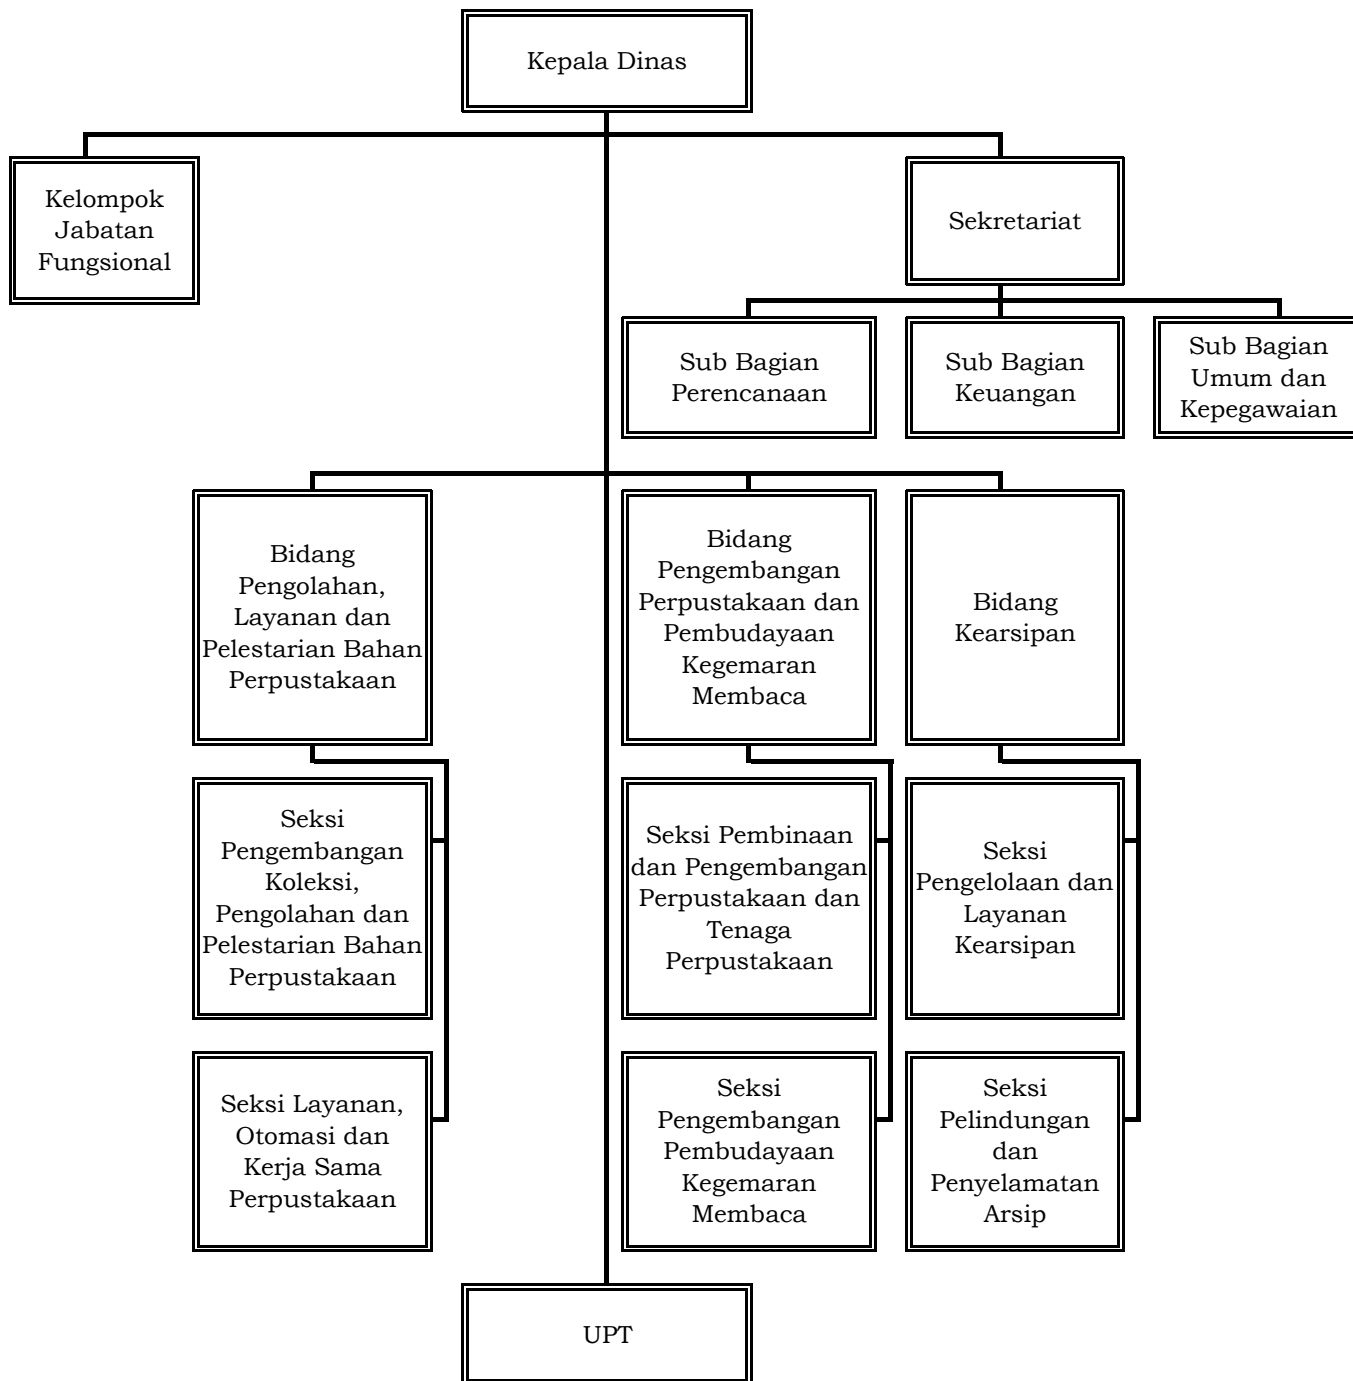 Kepala Dinas
Kelompok
Jabatan
Fungsional
Sekretariat
Sub Bagian
Perencanaan
Sub Bagian
Keuangan
Sub Bagian
Umum dan
Kepegawaian
Bidang
Pengolahan,
Layanan dan
Pelestarian Bahan
Perpustakaan
Bidang
Pengembangan
Perpustakaan dan
Pembudayaan
Kegemaran
Membaca
Bidang
Kearsipan
Seksi
Pengembangan
Koleksi,
Pengolahan dan
Pelestarian Bahan
Perpustakaan
Seksi Pembinaan
dan Pengembangan
Perpustakaan dan
Tenaga
Perpustakaan
Seksi
Pengelolaan dan
Layanan
Kearsipan
Seksi Layanan,
Otomasi dan
Kerja Sama
Perpustakaan
Seksi
Pengembangan
Pembudayaan
Kegemaran
Membaca
Seksi
Pelindungan
dan
Penyelamatan
Arsip
UPT